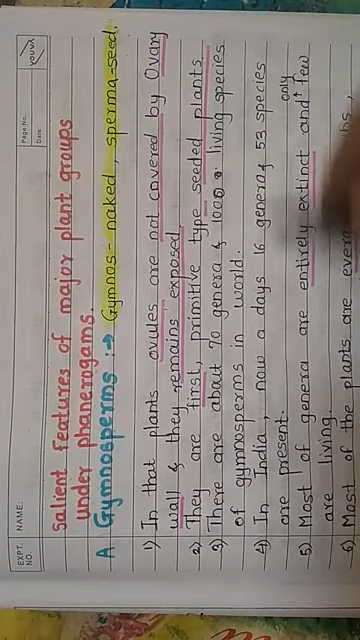 EXPT. NO.
NAME:
Page No.
Date
YOUVA
Salient features of major plant groups
under phanerogams.
A Gymnosperms :→ Gymnos - naked, sperma-seed.
1) In that plants ovules are not covered by Ovary
wall & they remains exposed
2) They are first, primitive type seeded plants
3) There are about 70 genera & 1000 living species
of gymnosperms in world.
4) In India, now a days 16 genera & 53 species
are present.
5) Most of genera are entirely extinct and only few
are living.
6) Most of the plants are